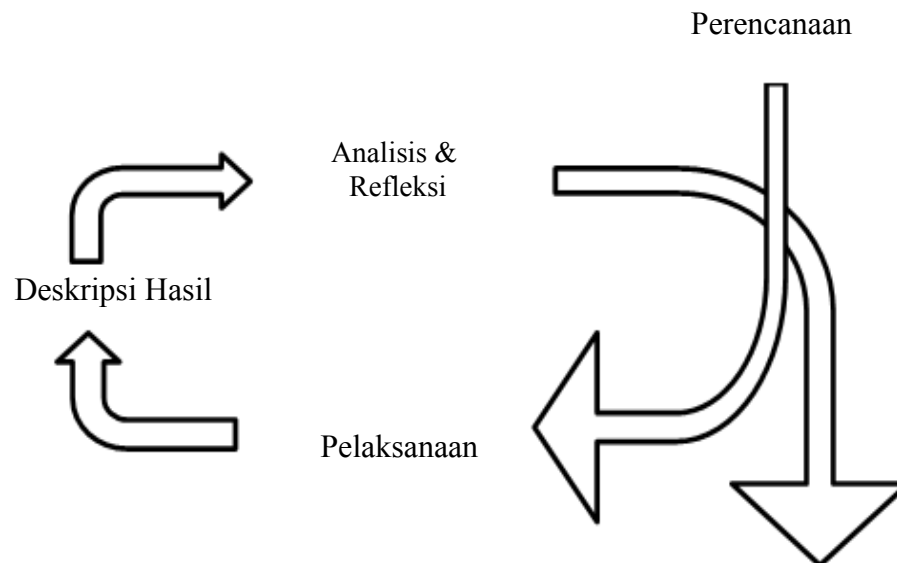 Perencanaan
Analisis &
Refleksi
Deskripsi Hasil
Pelaksanaan